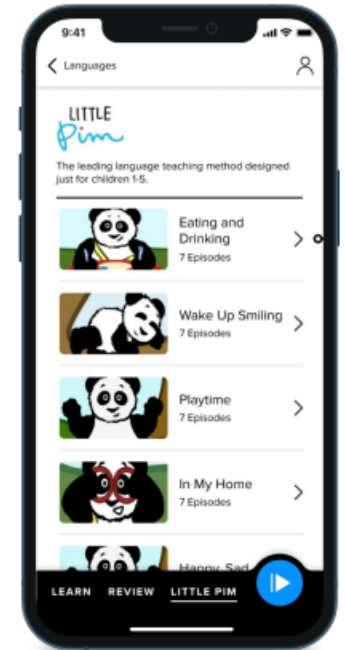 9:41
Languages
LITTLE
Pim
The leading language teaching method designed
just for children 1-5.
Eating and
Drinking
7 Episodes
Wake Up Smiling
7 Episodes
Playtime
7 Episodes
In My Home
7 Episodes
Happy, Sad
LEARN REVIEW LITTLE PIM